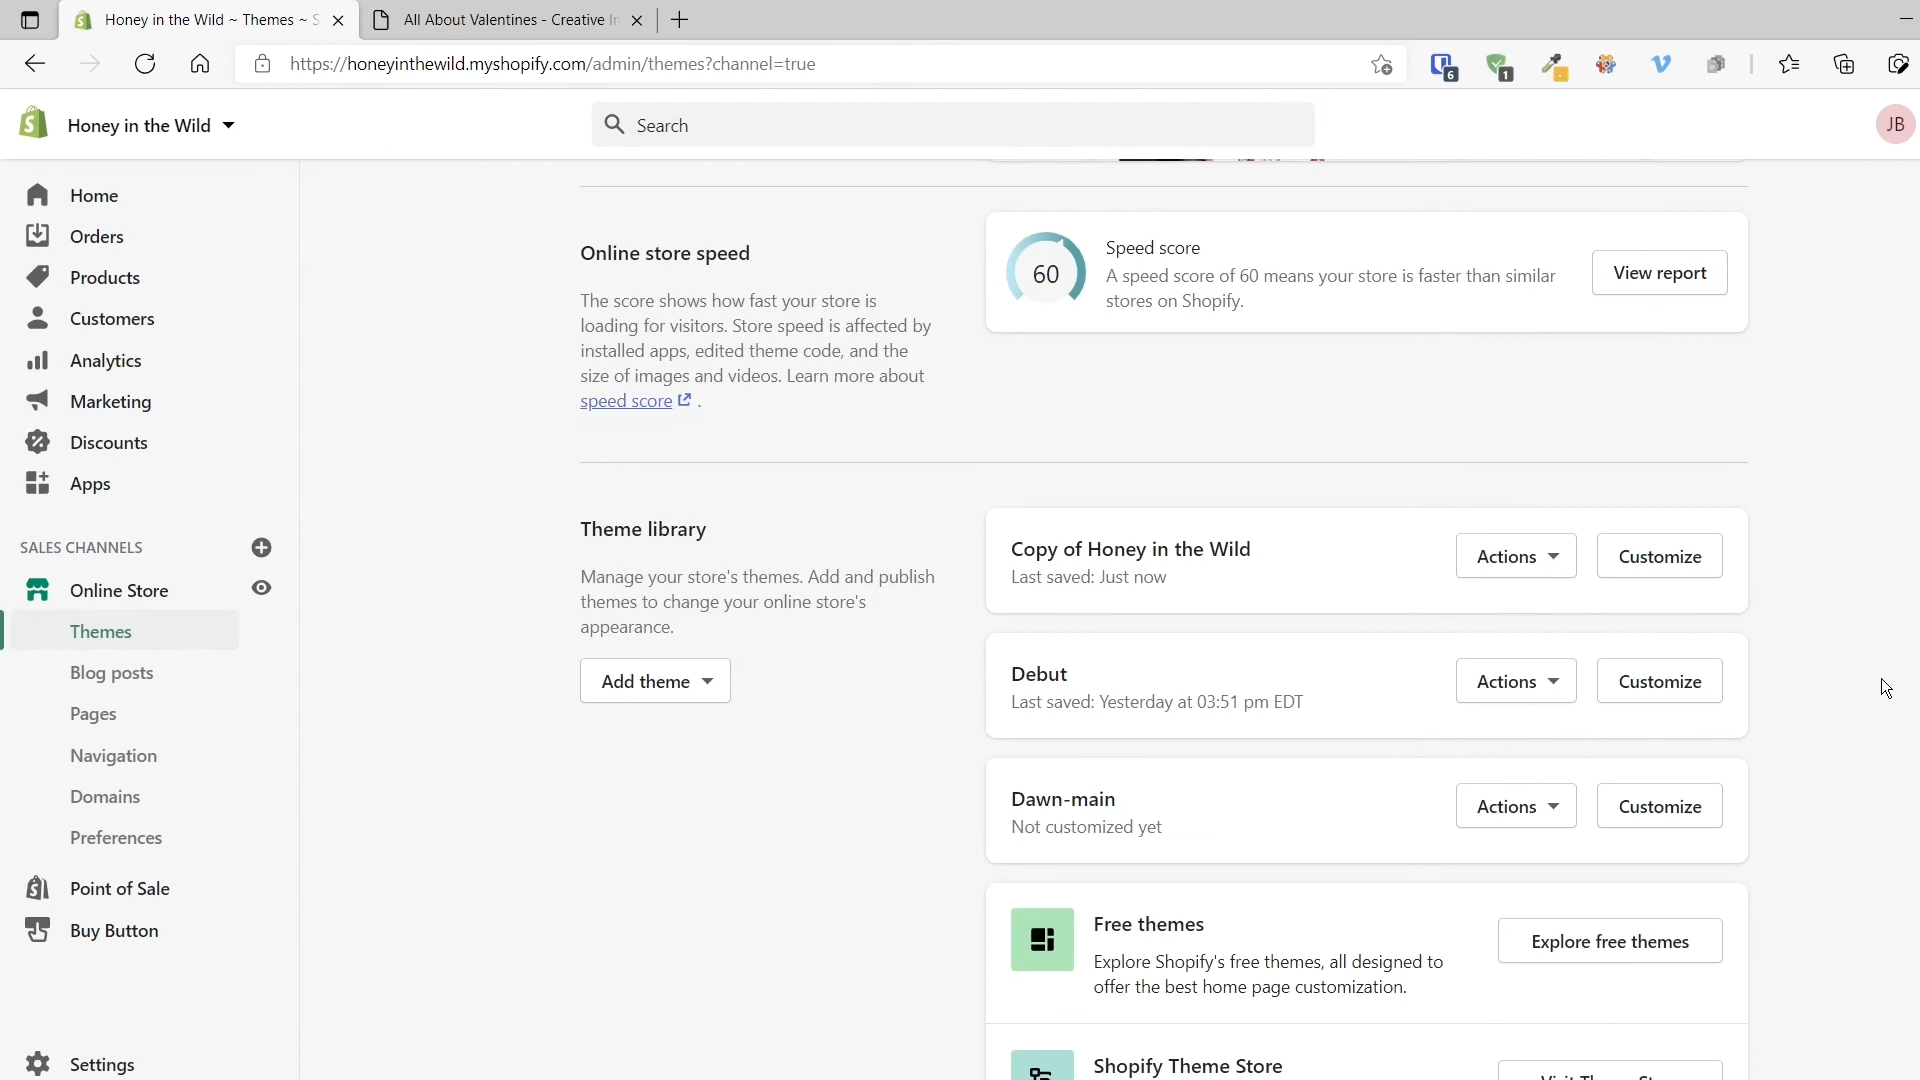 Honey in the Wild ~ Themes ~ S
All About Valentines - Creative In
https://honeyinthewild.myshopify.com/admin/themes?channel=true
6
1
Honey in the Wild
Search
JB
Home
Orders
Products
Customers
Analytics
Marketing
Discounts
Apps
SALES CHANNELS
Online Store
Themes
Blog posts
Pages
Navigation
Domains
Preferences
Point of Sale
Buy Button
Settings
Online store speed
The score shows how fast your store is
loading for visitors. Store speed is affected by
installed apps, edited theme code, and the
size of images and videos. Learn more about
speed score .
60
Speed score
A speed score of 60 means your store is faster than similar
stores on Shopify.
View report
Theme library
Manage your store's themes. Add and publish
themes to change your online store's
appearance.
Add theme
Copy of Honey in the Wild
Last saved: Just now
Actions
Customize
Debut
Last saved: Yesterday at 03:51 pm EDT
Actions
Customize
Dawn-main
Not customized yet
Actions
Customize
Free themes
Explore Shopify's free themes, all designed to
offer the best home page customization.
Explore free themes
Shopify Theme Store